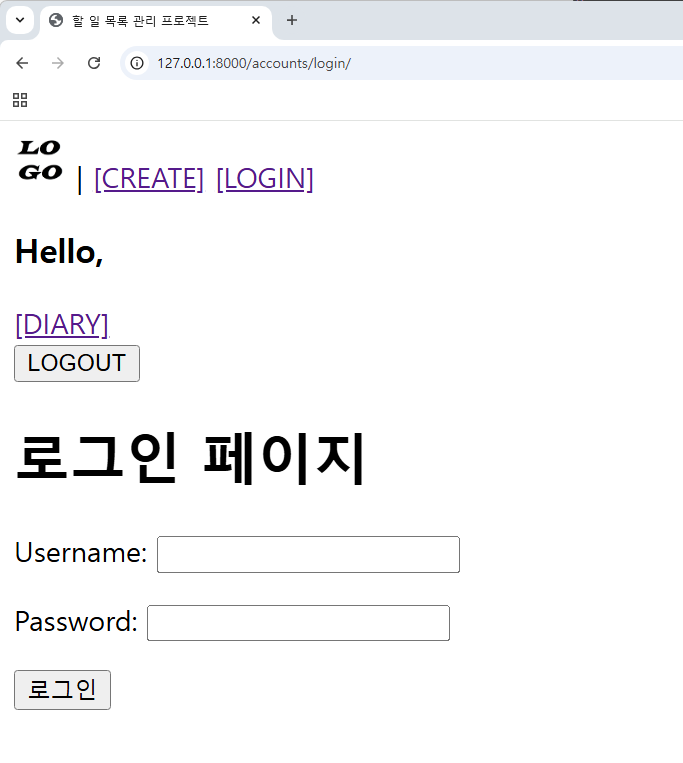 할 일 목록 관리 프로젝트
127.0.0.1:8000/accounts/login/
LO
GO | [CREATE] [LOGIN]
Hello,
[DIARY]
LOGOUT
로그인 페이지
Username:
Password:
로그인